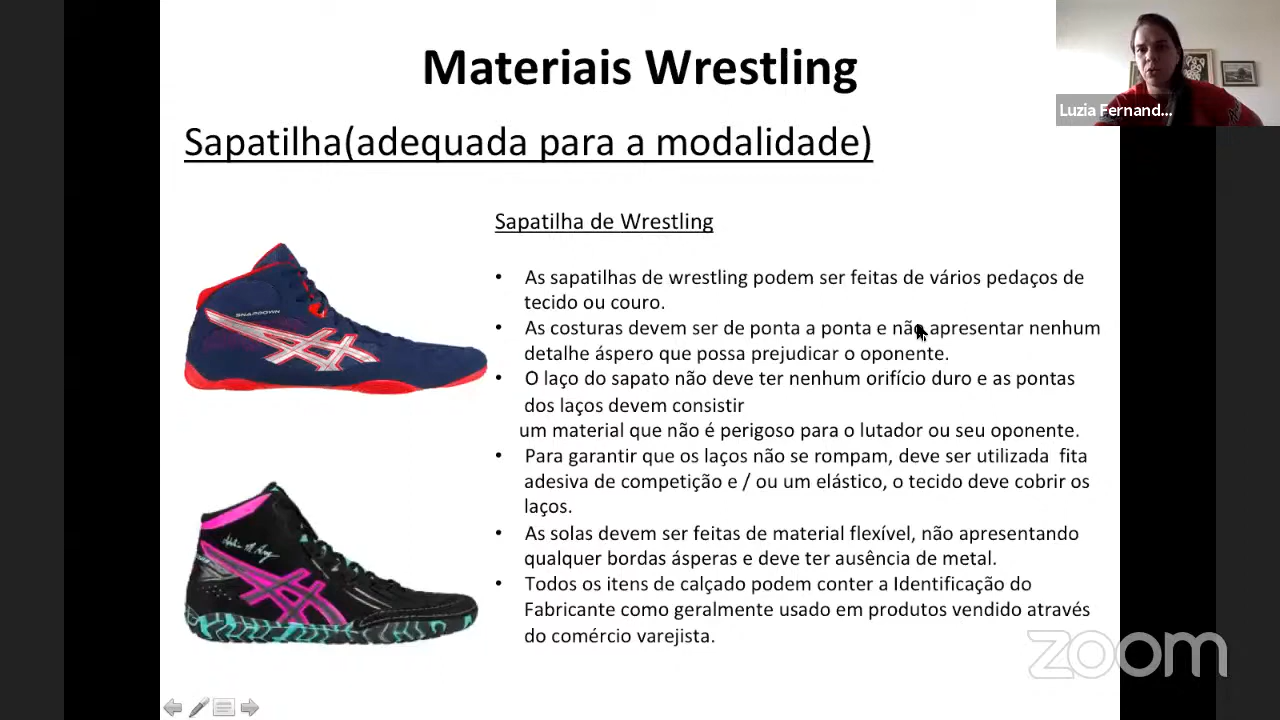 Materiais Wrestling
Luzia Fernand...
Sapatilha(adequada para a modalidade)
Sapatilha de Wrestling
• As sapatilhas de wrestling podem ser feitas de vários pedaços de
tecido ou couro.
• As costuras devem ser de ponta a ponta e não apresentar nenhum
detalhe áspero que possa prejudicar o oponente.
• O laço do sapato não deve ter nenhum orifício duro e as pontas
dos laços devem consistir
um material que não é perigoso para o lutador ou seu oponente.
• Para garantir que os laços não se rompam, deve ser utilizada fita
adesiva de competição e / ou um elástico, o tecido deve cobrir os
laços.
• As solas devem ser feitas de material flexível, não apresentando
qualquer bordas ásperas e deve ter ausência de metal.
• Todos os itens de calçado podem conter a Identificação do
Fabricante como geralmente usado em produtos vendido através
do comércio varejista.
SNAPDOWN
zoom